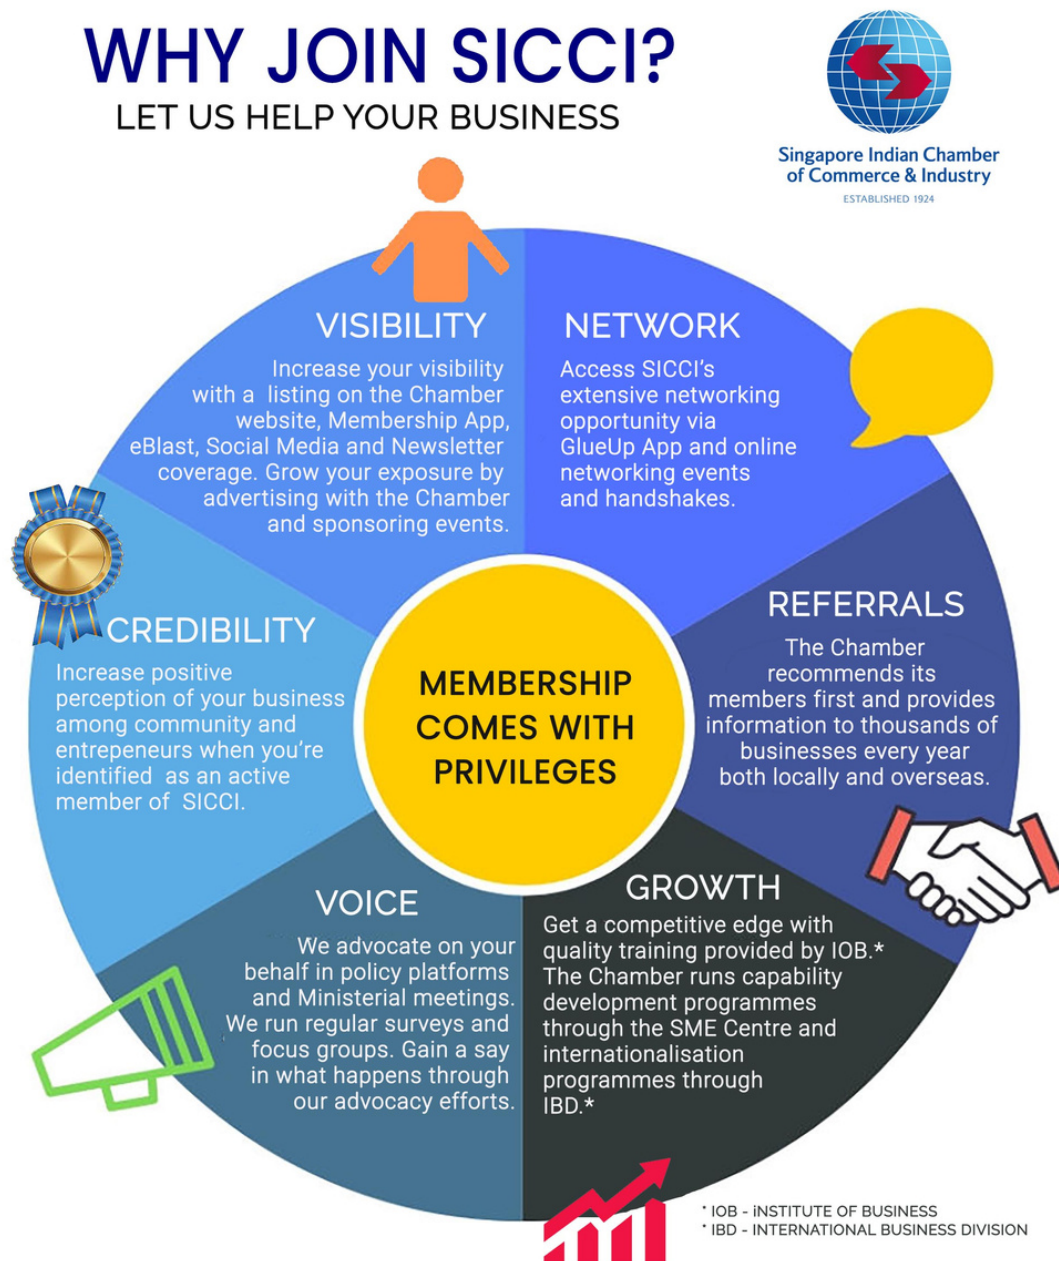 WHY JOIN SICCI?
LET US HELP YOUR BUSINESS
Singapore Indian Chamber
of Commerce & Industry
ESTABLISHED 1924
VISIBILITY
Increase your visibility
with a listing on the Chamber
website, Membership App,
eBlast, Social Media and Newsletter
coverage. Grow your exposure by
advertising with the Chamber
and sponsoring events.
NETWORK
Access SICCI's
extensive networking
opportunity via
GlueUp App and online
networking events
and handshakes.
REFERRALS
The Chamber
recommends its
members first and provides
information to thousands of
businesses every year
both locally and overseas.
CREDIBILITY
Increase positive
perception of your business
among community and
entrepeneurs when you're
identified as an active
member of SICCI.
MEMBERSHIP
COMES WITH
PRIVILEGES
VOICE
We advocate on your
behalf in policy platforms
and Ministerial meetings.
We run regular surveys and
focus groups. Gain a say
in what happens through
our advocacy efforts.
GROWTH
Get a competitive edge with
quality training provided by IOB.*
The Chamber runs capability
development programmes
through the SME Centre and
internationalisation
programmes through
IBD.*
* IOB - INSTITUTE OF BUSINESS
* IBD - INTERNATIONAL BUSINESS DIVISION